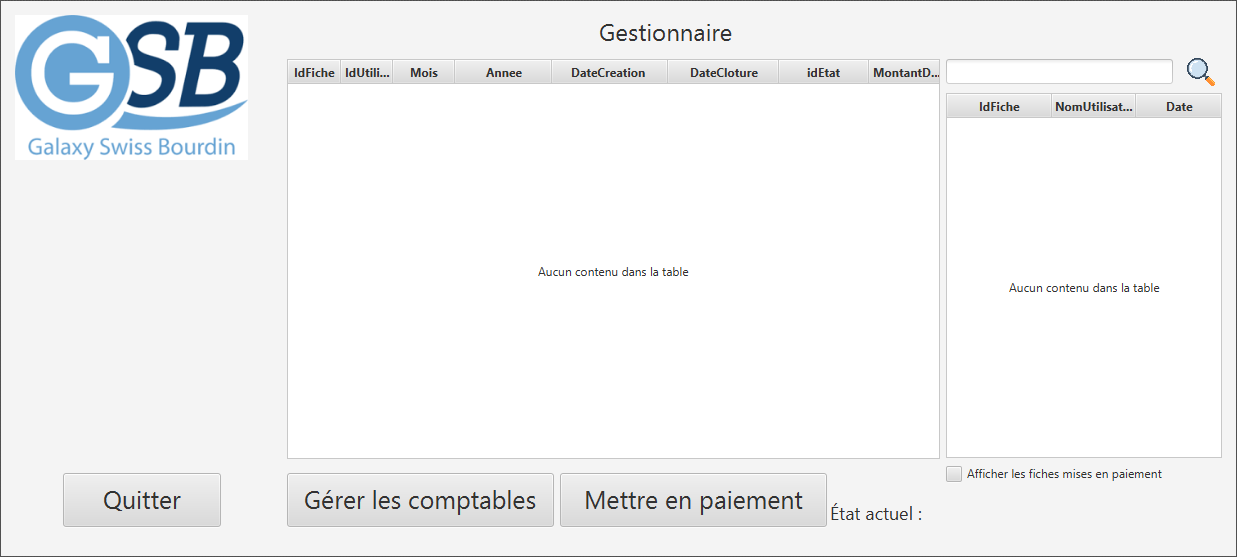 GSB
Galaxy Swiss Bourdin
Gestionnaire
IdFiche IdUtili... Mois Annee DateCreation DateCloture idEtat MontantD...
Aucun contenu dans la table
IdFiche NomUtilisat... Date
Aucun contenu dans la table
Afficher les fiches mises en paiement
Quitter
Gérer les comptables
Mettre en paiement
État actuel :